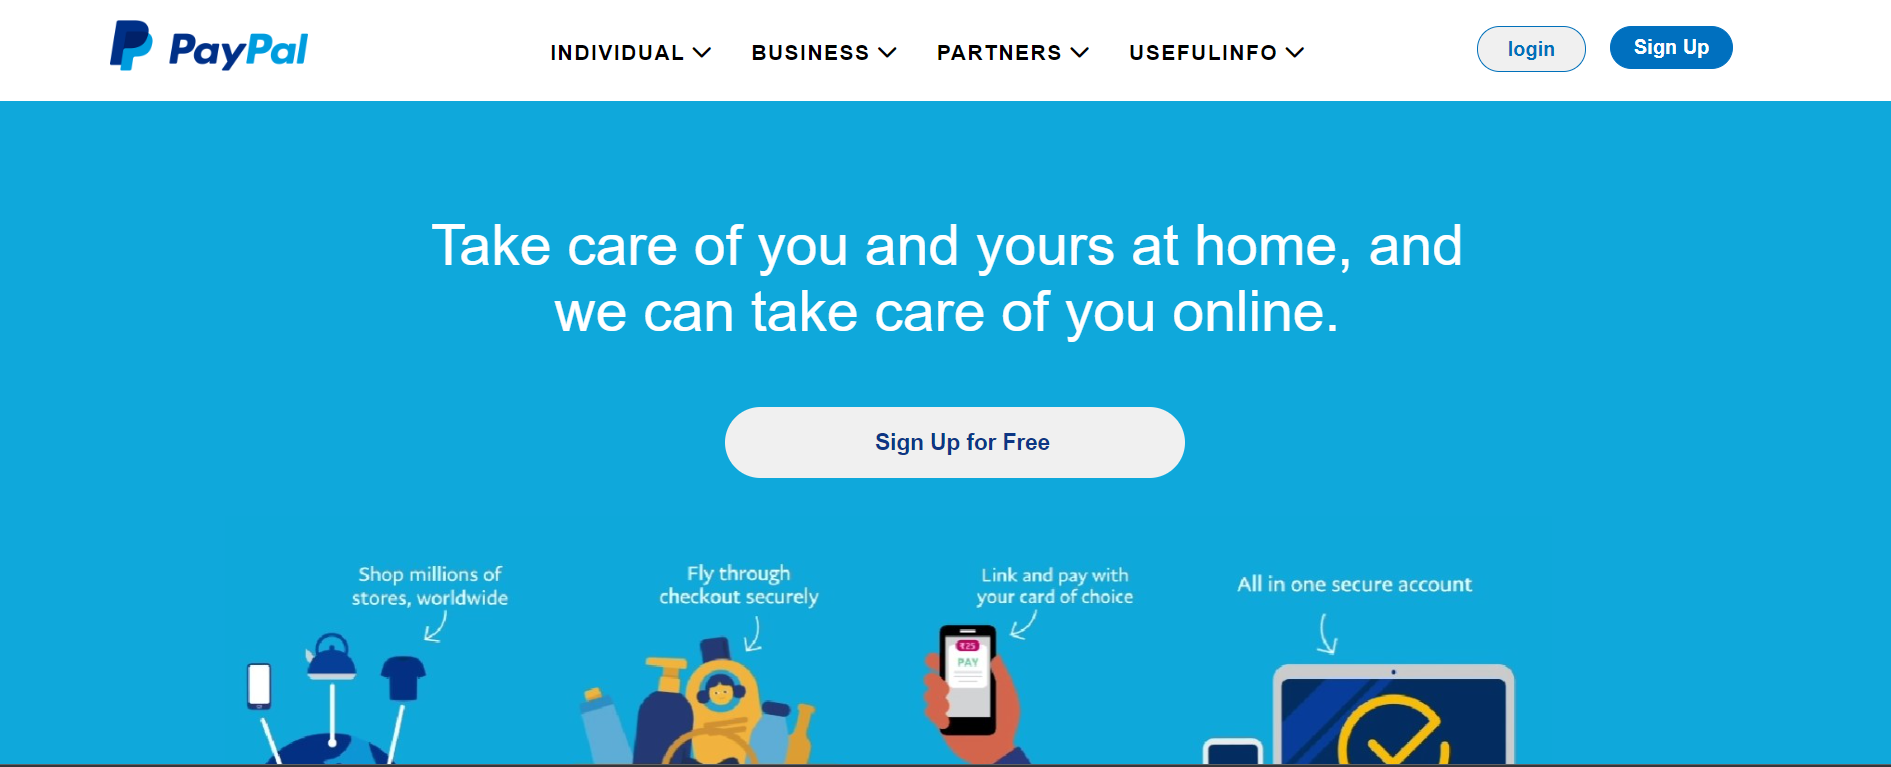 PayPal
INDIVIDUAL
BUSINESS
PARTNERS
USEFULINFO
login
Sign Up
Take care of you and yours at home, and
we can take care of you online.
Sign Up for Free
Shop millions of
stores, worldwide
Fly through
checkout securely
Link and pay with
your card of choice
All in one secure account
₹25
PAY